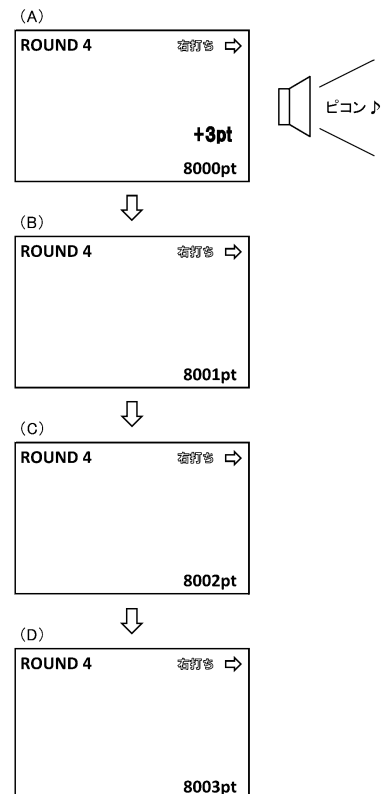 (A)
ROUND 4 右打ち ⇨
ピコン♪
+3pt
8000pt
(B)
ROUND 4 右打ち ⇨
8001pt
(C)
ROUND 4 右打ち ⇨
8002pt
(D)
ROUND 4 右打ち ⇨
8003pt